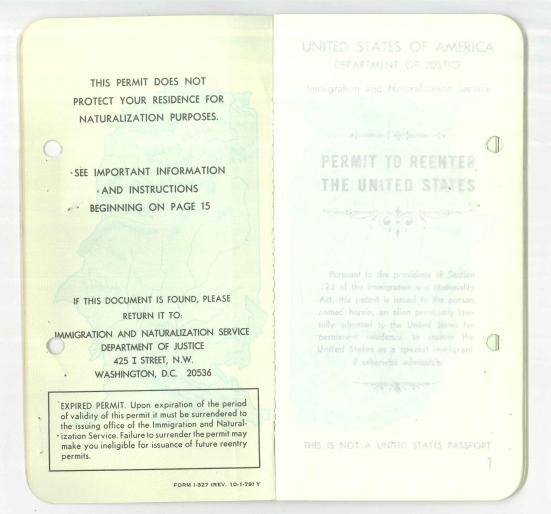 THIS PERMIT DOES NOT
PROTECT YOUR RESIDENCE FOR
NATURALIZATION PURPOSES.
SEE IMPORTANT INFORMATION
AND INSTRUCTIONS
BEGINNING ON PAGE 15
IF THIS DOCUMENT IS FOUND, PLEASE
RETURN IT TO:
IMMIGRATION AND NATURALIZATION SERVICE
DEPARTMENT OF JUSTICE
425 I STREET, N.W.
WASHINGTON, D.C. 20536
EXPIRED PERMIT. Upon expiration of the period
of validity of this permit it must be surrendered to
the issuing office of the Immigration and Natural-
ization Service. Failure to surrender the permit may
make you ineligible for issuance of future reentry
permits.
FORM I-327 (REV. 10-1-79) Y
UNITED STATES OF AMERICA
DEPARTMENT OF JUSTICE
Immigration and Naturalization Service
PERMIT TO REENTER
THE UNITED STATES
Pursuant to the provisions of Section
223 of the Immigration and Nationality
Act, this permit is issued to the person
named herein, an alien previously law-
fully admitted to the United States for
permanent residence, to reenter the
United States as a special immigrant
if otherwise admissible.
THIS IS NOT A UNITED STATES PASSPORT
1